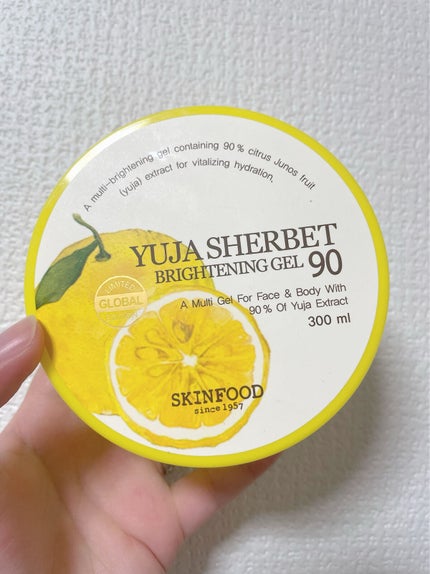 A multi-brightening gel containing 90% citrus Junos fruit
(yuja) extract for vitalizing hydration.
YUJA SHERBET
BRIGHTENING GEL 90
LIMITED
GLOBAL
A Multi Gel For Face & Body With
90% Of Yuja Extract
300 ml
SKINFOOD
since 1957